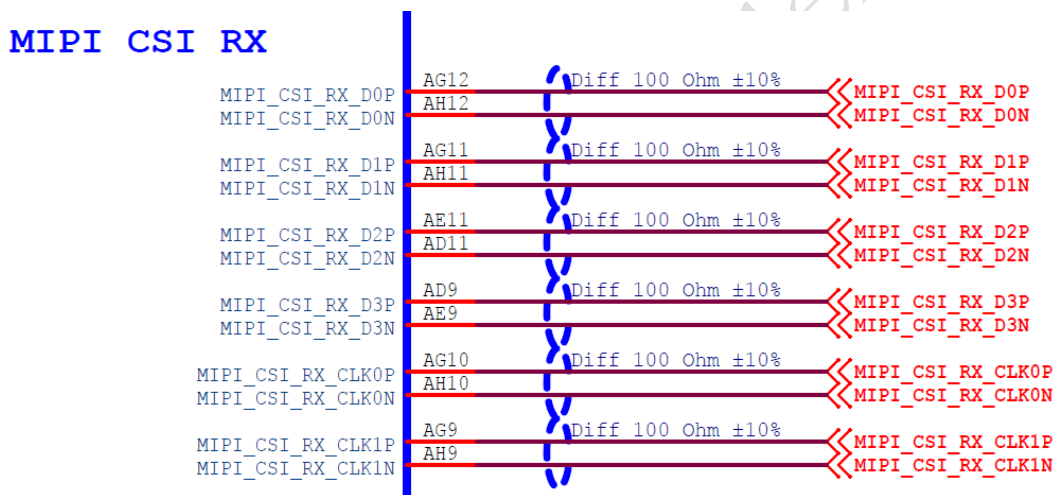 MIPI CSI RX
MIPI_CSI_RX_D0P AG12 Diff 100 Ohm ±10% MIPI_CSI_RX_D0P
MIPI_CSI_RX_D0N AH12 MIPI_CSI_RX_D0N
MIPI_CSI_RX_D1P AG11 Diff 100 Ohm ±10% MIPI_CSI_RX_D1P
MIPI_CSI_RX_D1N AH11 MIPI_CSI_RX_D1N
MIPI_CSI_RX_D2P AE11 Diff 100 Ohm ±10% MIPI_CSI_RX_D2P
MIPI_CSI_RX_D2N AD11 MIPI_CSI_RX_D2N
MIPI_CSI_RX_D3P AD9 Diff 100 Ohm ±10% MIPI_CSI_RX_D3P
MIPI_CSI_RX_D3N AE9 MIPI_CSI_RX_D3N
MIPI_CSI_RX_CLK0P AG10 Diff 100 Ohm ±10% MIPI_CSI_RX_CLK0P
MIPI_CSI_RX_CLK0N AH10 MIPI_CSI_RX_CLK0N
MIPI_CSI_RX_CLK1P AG9 Diff 100 Ohm ±10% MIPI_CSI_RX_CLK1P
MIPI_CSI_RX_CLK1N AH9 MIPI_CSI_RX_CLK1N